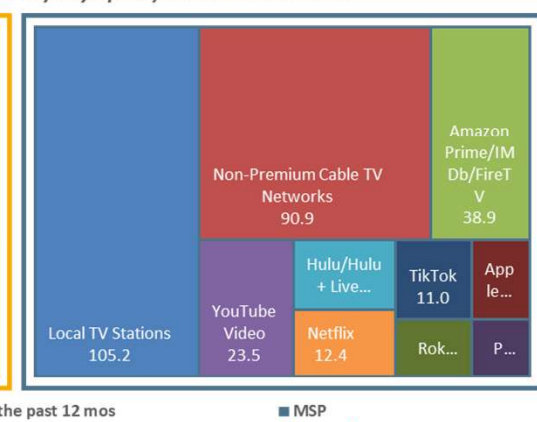 Non-Premium Cable TV
Networks
90.9
Amazon
Prime/IM
Db/FireT
V
38.9
Local TV Stations
105.2
YouTube
Video
23.5
Hulu/Hulu
+ Live...
Netflix
12.4
TikTok
11.0
App
le...
Rok...
P...
the past 12 mos
MSP